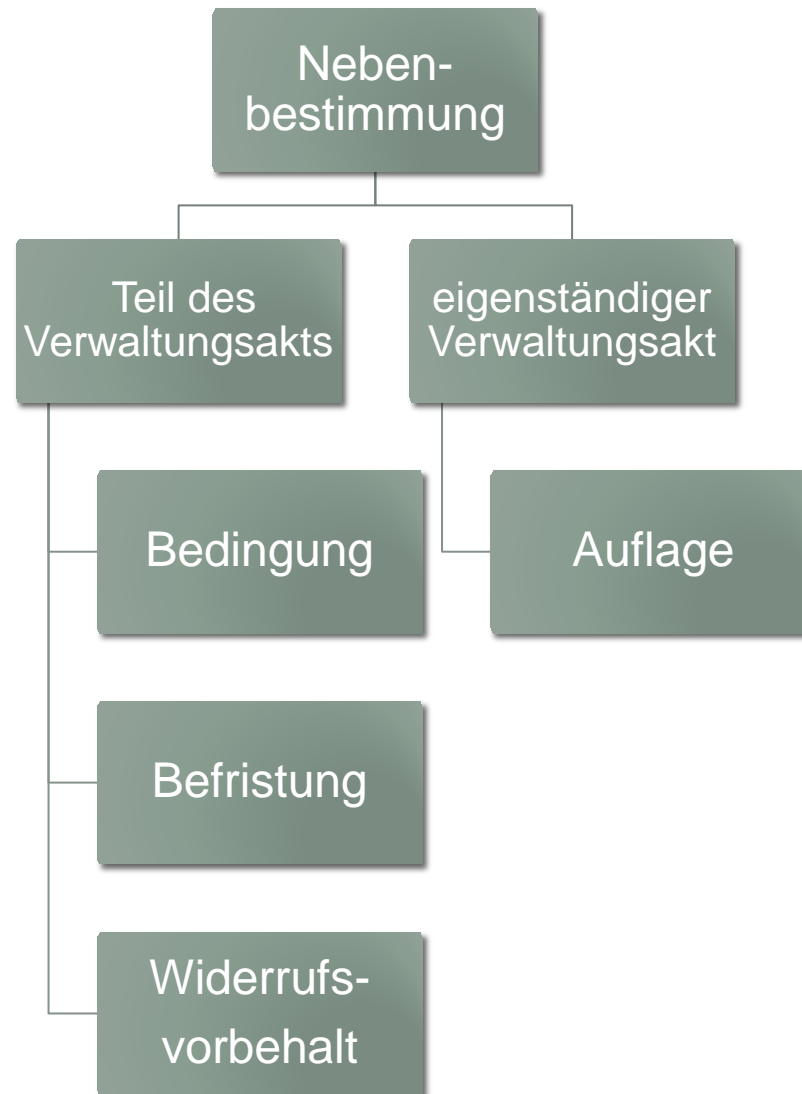 Neben-
bestimmung
Teil des
Verwaltungsakts
eigenständiger
Verwaltungsakt
Bedingung
Auflage
Befristung
Widerrufs-
vorbehalt